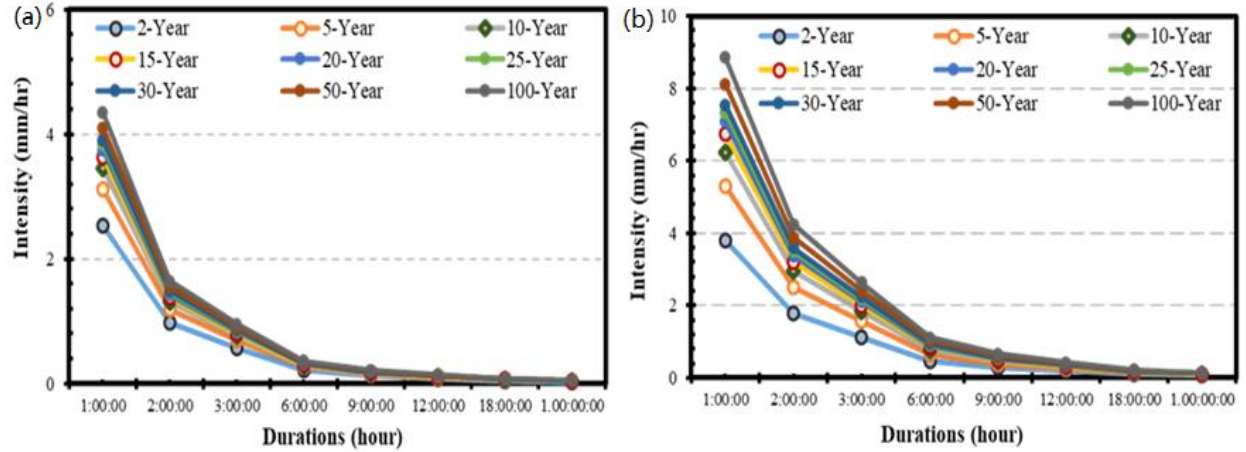 (a)
6
2-Year 5-Year 10-Year
15-Year 20-Year 25-Year
30-Year 50-Year 100-Year
4
2
0
Intensity (mm/hr)
1:00:00 2:00:00 3:00:00 6:00:00 9:00:00 12:00:00 18:00:00 1.00:00:00
Durations (hour)
(b)
10
2-Year 5-Year 10-Year
15-Year 20-Year 25-Year
30-Year 50-Year 100-Year
8
6
4
2
0
Intensity (mm/hr)
1:00:00 2:00:00 3:00:00 6:00:00 9:00:00 12:00:00 18:00:00 1.00:00:00
Durations (hour)